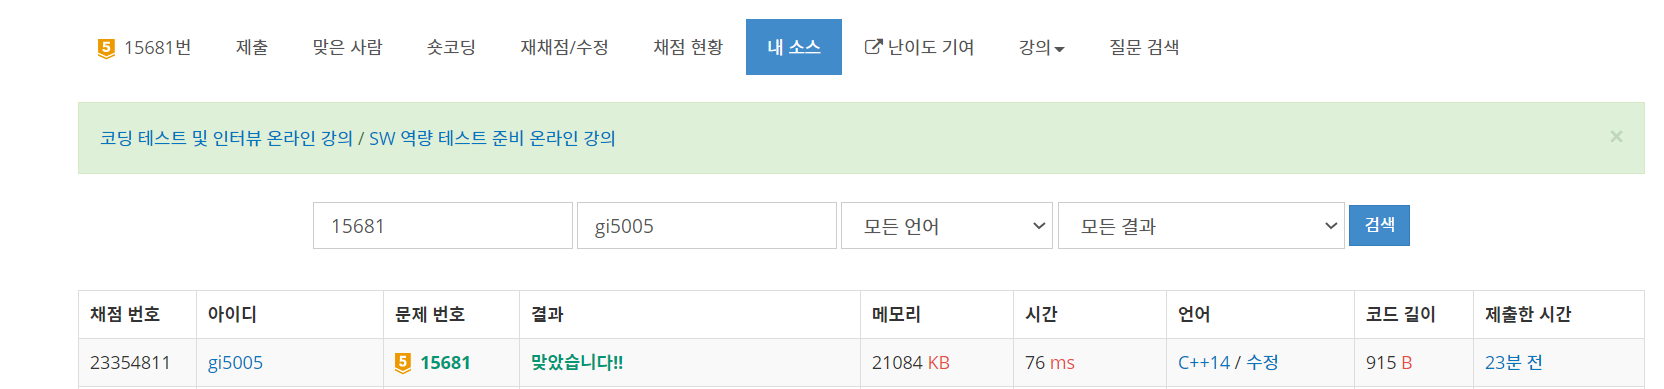 5 15681번 제출 맞은 사람 숏코딩 재채점/수정 채점 현황 내 소스 난이도 기여 강의 질문 검색
코딩 테스트 및 인터뷰 온라인 강의 / SW 역량 테스트 준비 온라인 강의 ×
15681 gi5005 모든 언어 모든 결과 검색
채점 번호 아이디 문제 번호 결과 메모리 시간 언어 코드 길이 제출한 시간
23354811 gi5005 5 15681 맞았습니다!! 21084 KB 76 ms C++14 / 수정 915 B 23분 전